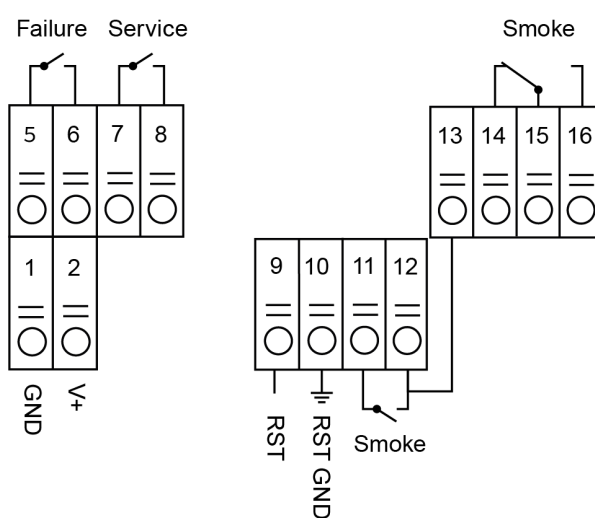 Failure Service
Smoke
5 6 7 8
13 14 15 16
1 2
9 10 11 12
GND
V+
RST
RST GND
Smoke